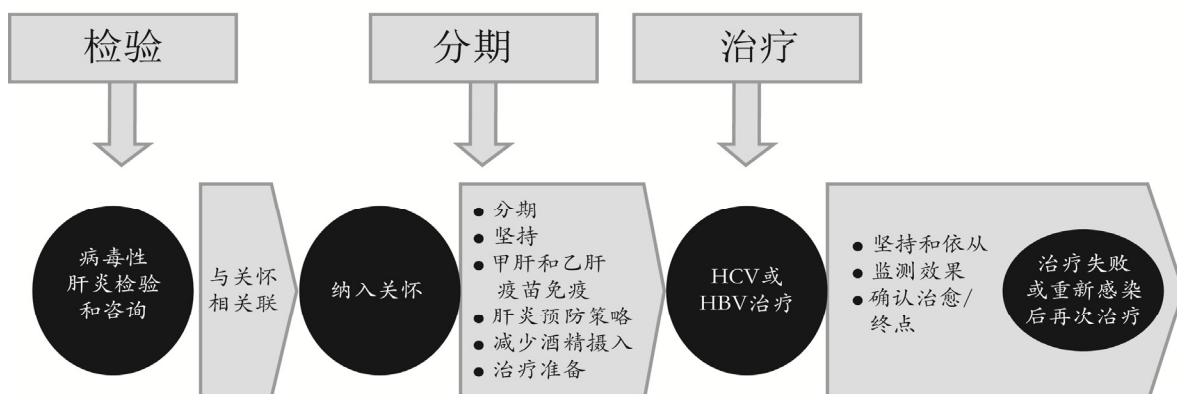 检验
分期
治疗
病毒性
肝炎检验
和咨询
与关怀
相关联
纳入关怀
● 分期
● 坚持
● 甲肝和乙肝
疫苗免疫
● 肝炎预防策略
● 减少酒精摄入
● 治疗准备
HCV或
HBV治疗
● 坚持和依从
● 监测效果
● 确认治愈/
终点
治疗失败
或重新感染
后再次治疗